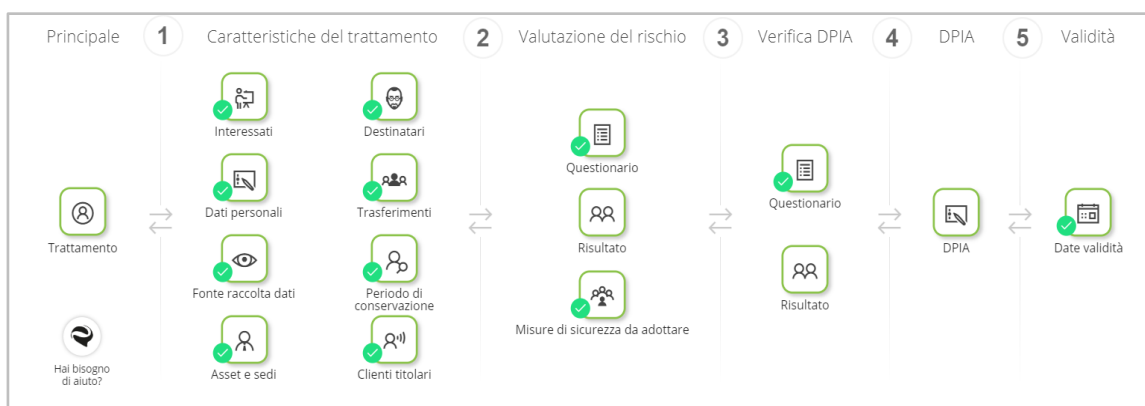 Principale
1
Caratteristiche del trattamento
2
Valutazione del rischio
3
Verifica DPIA
4
DPIA
5
Validità
Interessati
Destinatari
Questionario
Questionario
Dati personali
Trasferimenti
Trattamento
Risultato
DPIA
Date validità
Fonte raccolta dati
Periodo di
conservazione
Risultato
Misure di sicurezza da adottare
Hai bisogno
di aiuto?
Asset e sedi
Clienti titolari